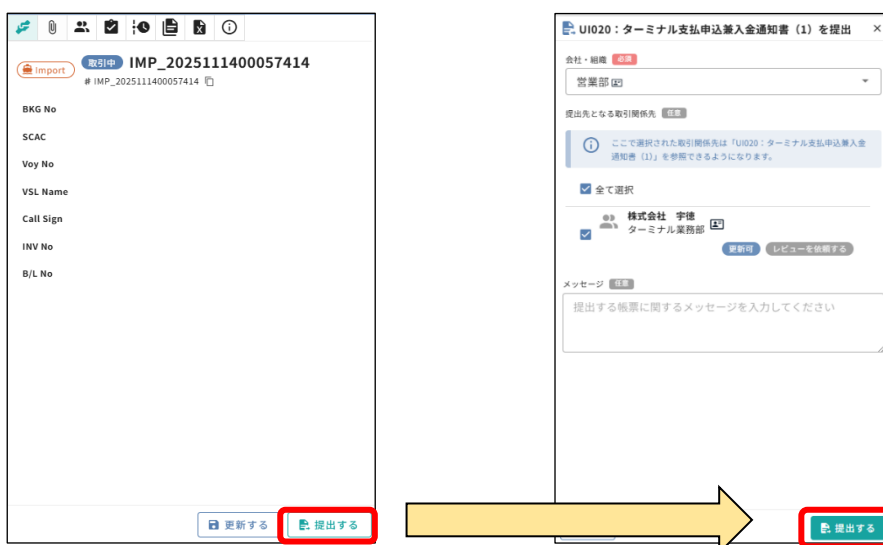 Import
取引中 IMP_2025111400057414
# IMP_2025111400057414
BKG No
SCAC
Voy No
VSL Name
Call Sign
INV No
B/L No
更新する
提出する
UI020：ターミナル支払申込兼入金通知書（1）を提出
会社・組織 必須
営業部
提出先となる取引関係先 任意
ここで選択された取引関係先は「UI020：ターミナル支払申込兼入金
通知書（1）」を参照できるようになります。
全て選択
株式会社　宇徳
ターミナル業務部
更新可 レビューを依頼する
メッセージ 任意
提出する帳票に関するメッセージを入力してください
提出する